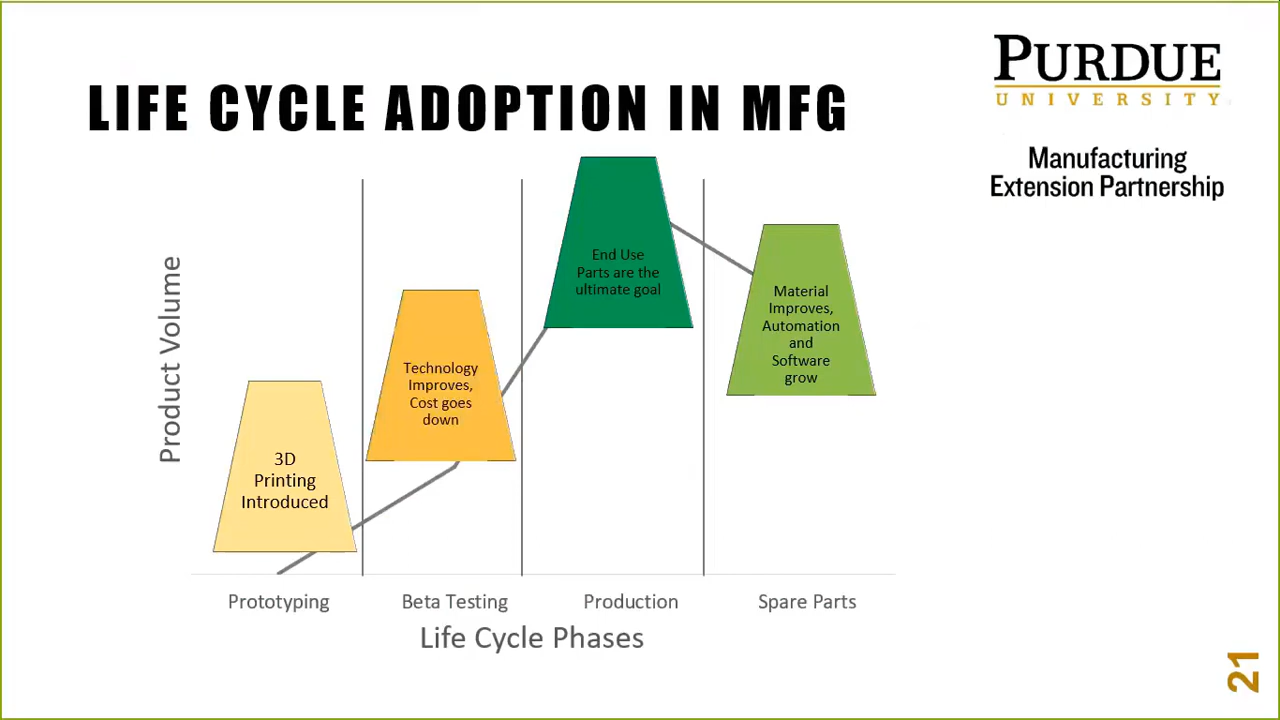 LIFE CYCLE ADOPTION IN MFG
PURDUE
UNIVERSITY
Manufacturing
Extension Partnership
Product Volume
3D
Printing
Introduced
Technology
Improves,
Cost goes
down
End Use
Parts are the
ultimate goal
Material
Improves,
Automation
and
Software
grow
Prototyping
Beta Testing
Production
Spare Parts
Life Cycle Phases
21